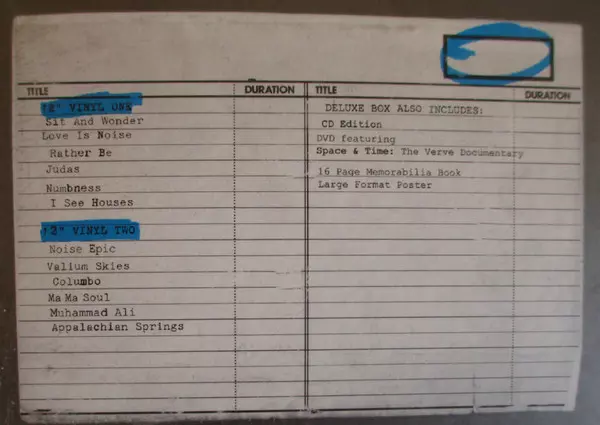 TITLE DURATION
12" VINYL ONE
Sit And Wonder
Love Is Noise
Rather Be
Judas
Numbness
I See Houses
12" VINYL TWO
Noise Epic
Valium Skies
Columbo
Ma Ma Soul
Muhammad Ali
Appalachian Springs
TITLE DURATION
DELUXE BOX ALSO INCLUDES:
CD Edition
DVD featuring
Space & Time: The Verve Documentary
16 Page Memorabilia Book
Large Format Poster